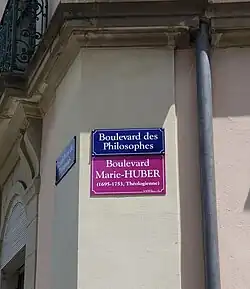 Boulevard des
Philosophes
Boulevard
Marie-HUBER
(1695-1753, Théologienne)